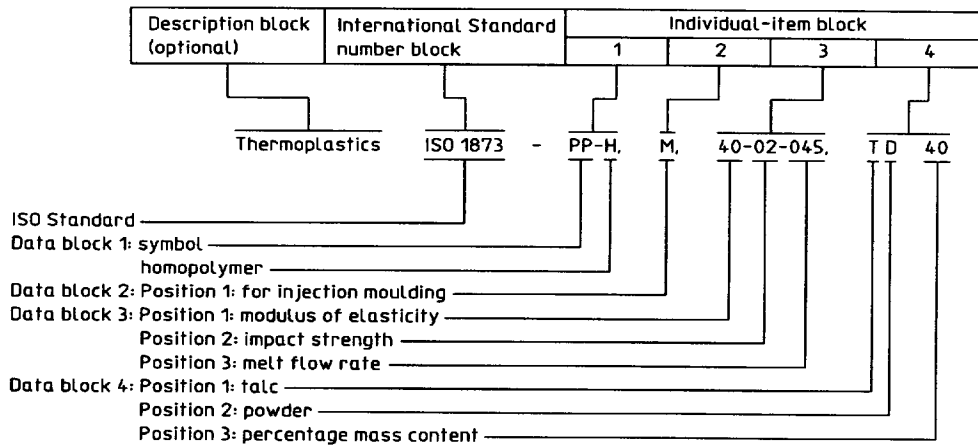 Description block (optional)
International Standard number block
Individual-item block
1 2 3 4
Thermoplastics ISO 1873 - PP-H, M, 40-02-045, T D 40
ISO Standard
Data block 1: symbol
homopolymer
Data block 2: Position 1: for injection moulding
Data block 3: Position 1: modulus of elasticity
Position 2: impact strength
Position 3: melt flow rate
Data block 4: Position 1: talc
Position 2: powder
Position 3: percentage mass content